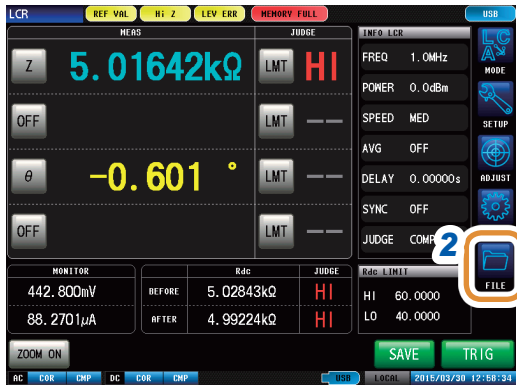 LCR REF VAL Hi Z LEV ERR MEMORY FULL USB
MEAS JUDGE INFO LCR
Z 5.01642kΩ LMT HI FREQ 1.0MHz
LC
A
MODE
POWER 0.0dBm
OFF LMT -- SPEED MED SETUP
AVG OFF
θ -0.601 ° LMT -- DELAY 0.00000s ADJUST
SYNC OFF
OFF LMT JUDGE COMP
2
MONITOR Rdc JUDGE Rdc LIMIT FILE
442.800mV BEFORE 5.02843kΩ HI HI 60.0000
88.2701μA AFTER 4.99224kΩ HI LO 40.0000
ZOOM ON SAVE TRIG
AC COR CMP DC COR CMP USB LOCAL 2016/03/30 12:58:34